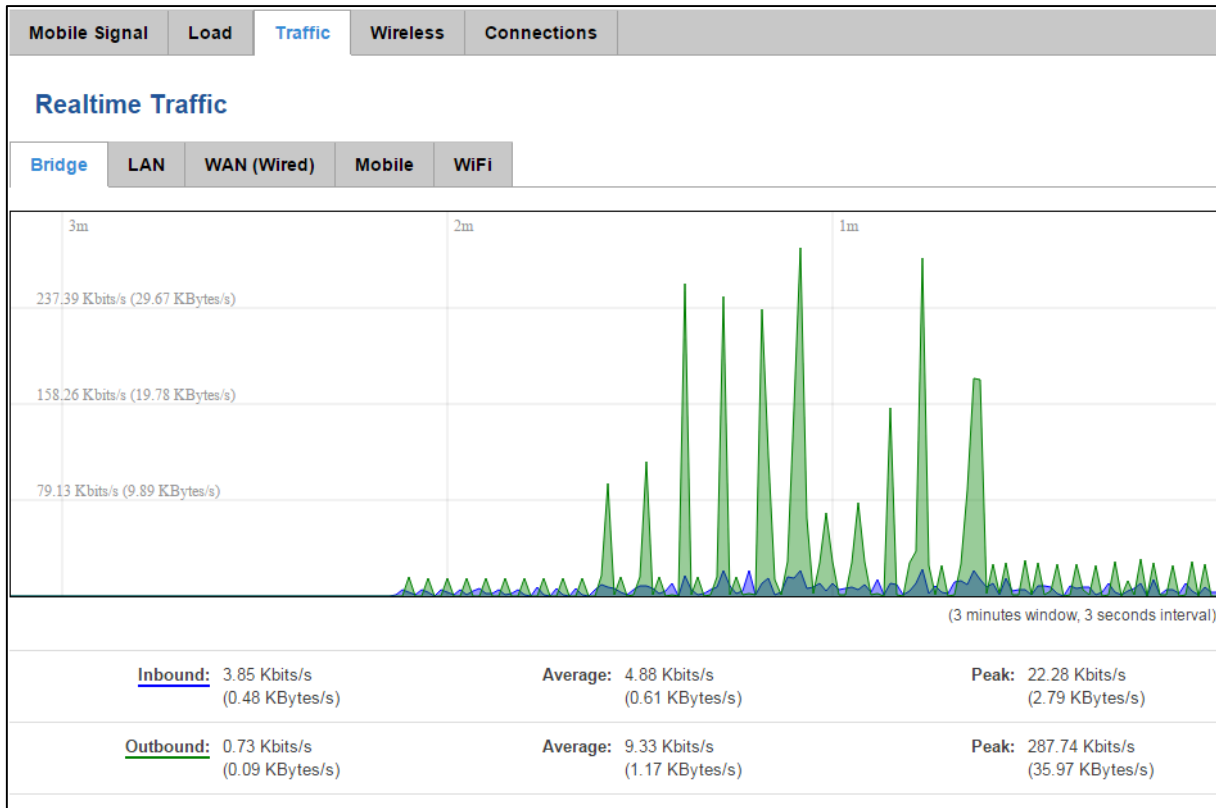 Mobile Signal Load Traffic Wireless Connections
Realtime Traffic
Bridge LAN WAN (Wired) Mobile WiFi
3m 2m 1m
237.39 Kbits/s (29.67 KBytes/s)
158.26 Kbits/s (19.78 KBytes/s)
79.13 Kbits/s (9.89 KBytes/s)
(3 minutes window, 3 seconds interval)
Inbound: 3.85 Kbits/s Average: 4.88 Kbits/s Peak: 22.28 Kbits/s
(0.48 KBytes/s) (0.61 KBytes/s) (2.79 KBytes/s)
Outbound: 0.73 Kbits/s Average: 9.33 Kbits/s Peak: 287.74 Kbits/s
(0.09 KBytes/s) (1.17 KBytes/s) (35.97 KBytes/s)